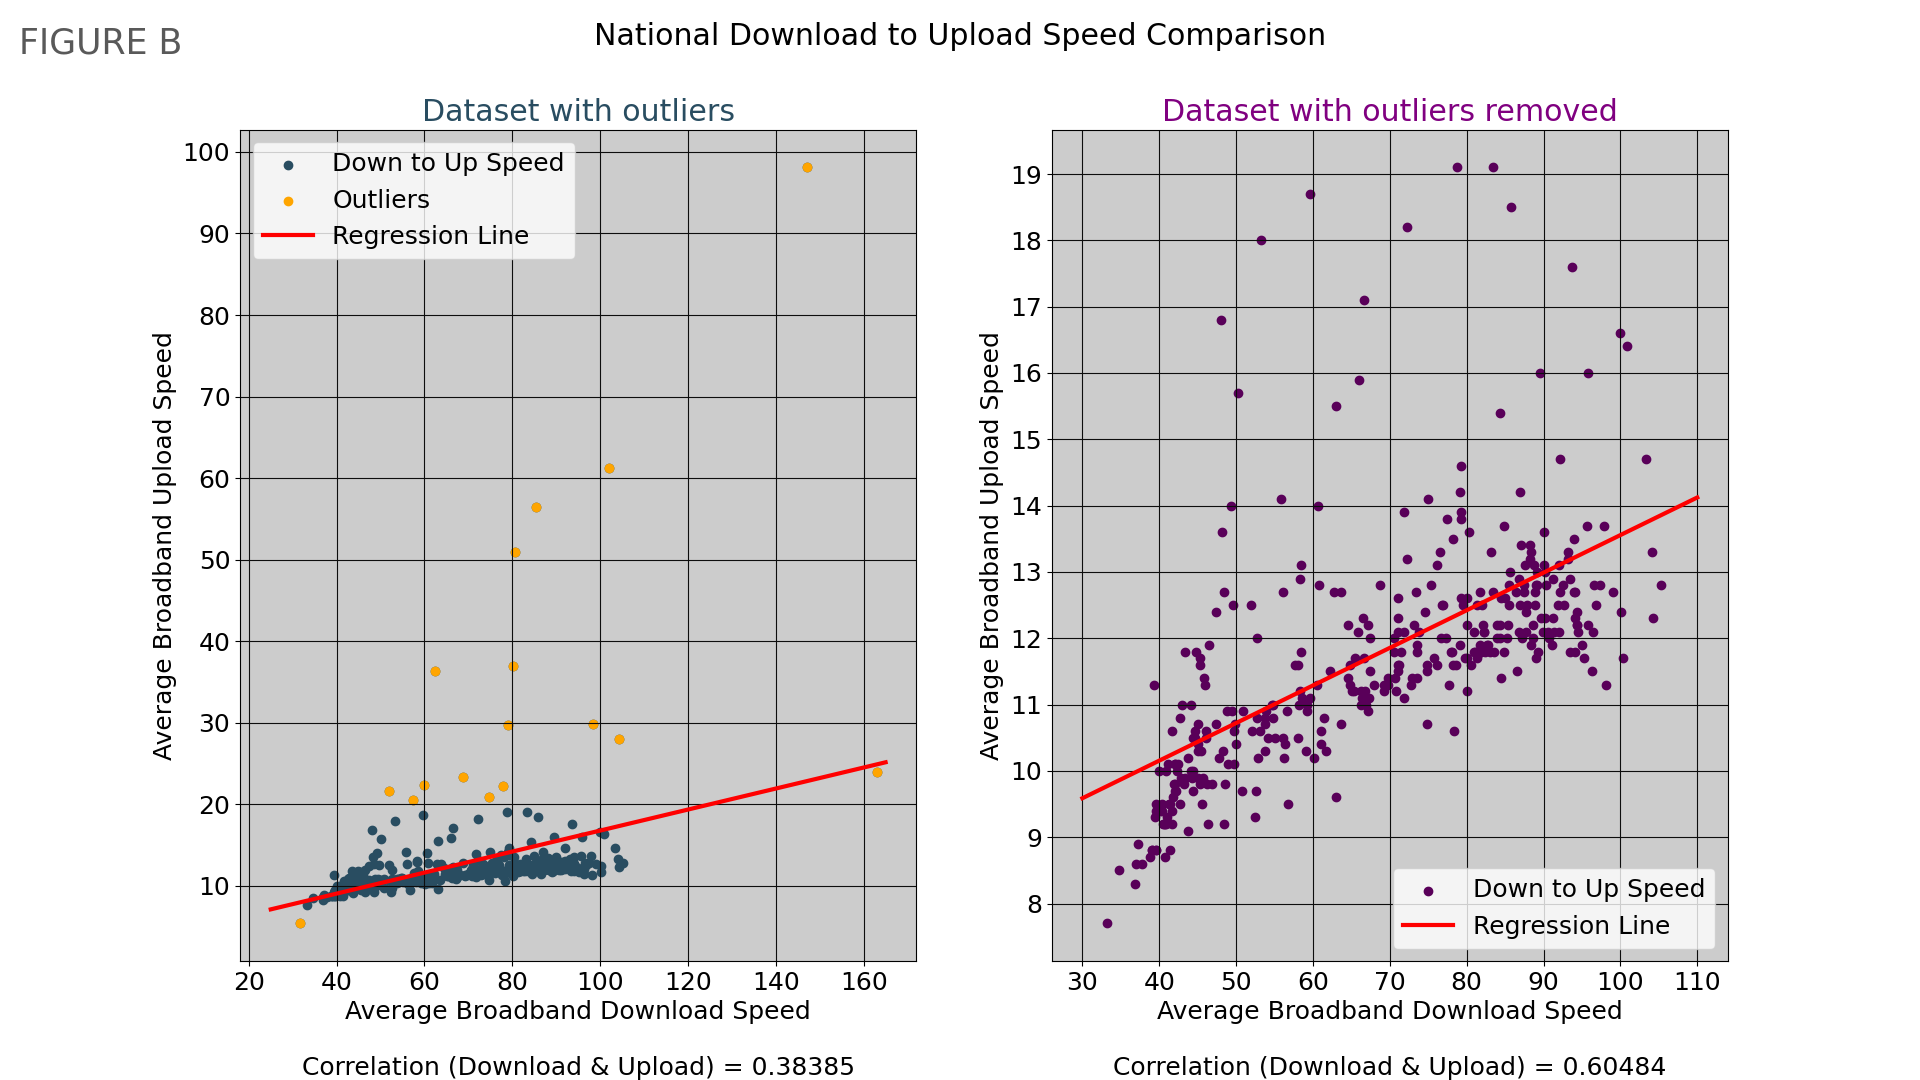 FIGURE B
National Download to Upload Speed Comparison
Dataset with outliers
Average Broadband Upload Speed
100
90
80
70
60
50
40
30
20
10
Down to Up Speed
Outliers
Regression Line
20 40 60 80 100 120 140 160
Average Broadband Download Speed
Correlation (Download & Upload) = 0.38385
Dataset with outliers removed
Average Broadband Upload Speed
19
18
17
16
15
14
13
12
11
10
9
8
Down to Up Speed
Regression Line
30 40 50 60 70 80 90 100 110
Average Broadband Download Speed
Correlation (Download & Upload) = 0.60484